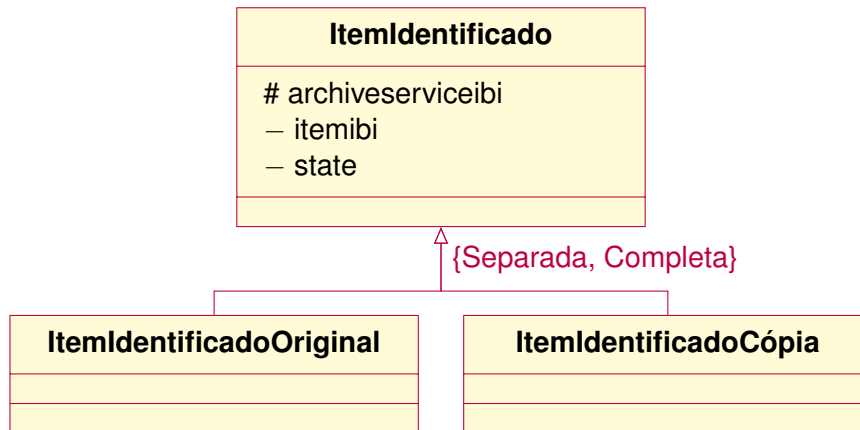 ItemIdentificado
# archiveserviceibi
− itemibi
− state
{Separada, Completa}
ItemIdentificadoOriginal
ItemIdentificadoCópia